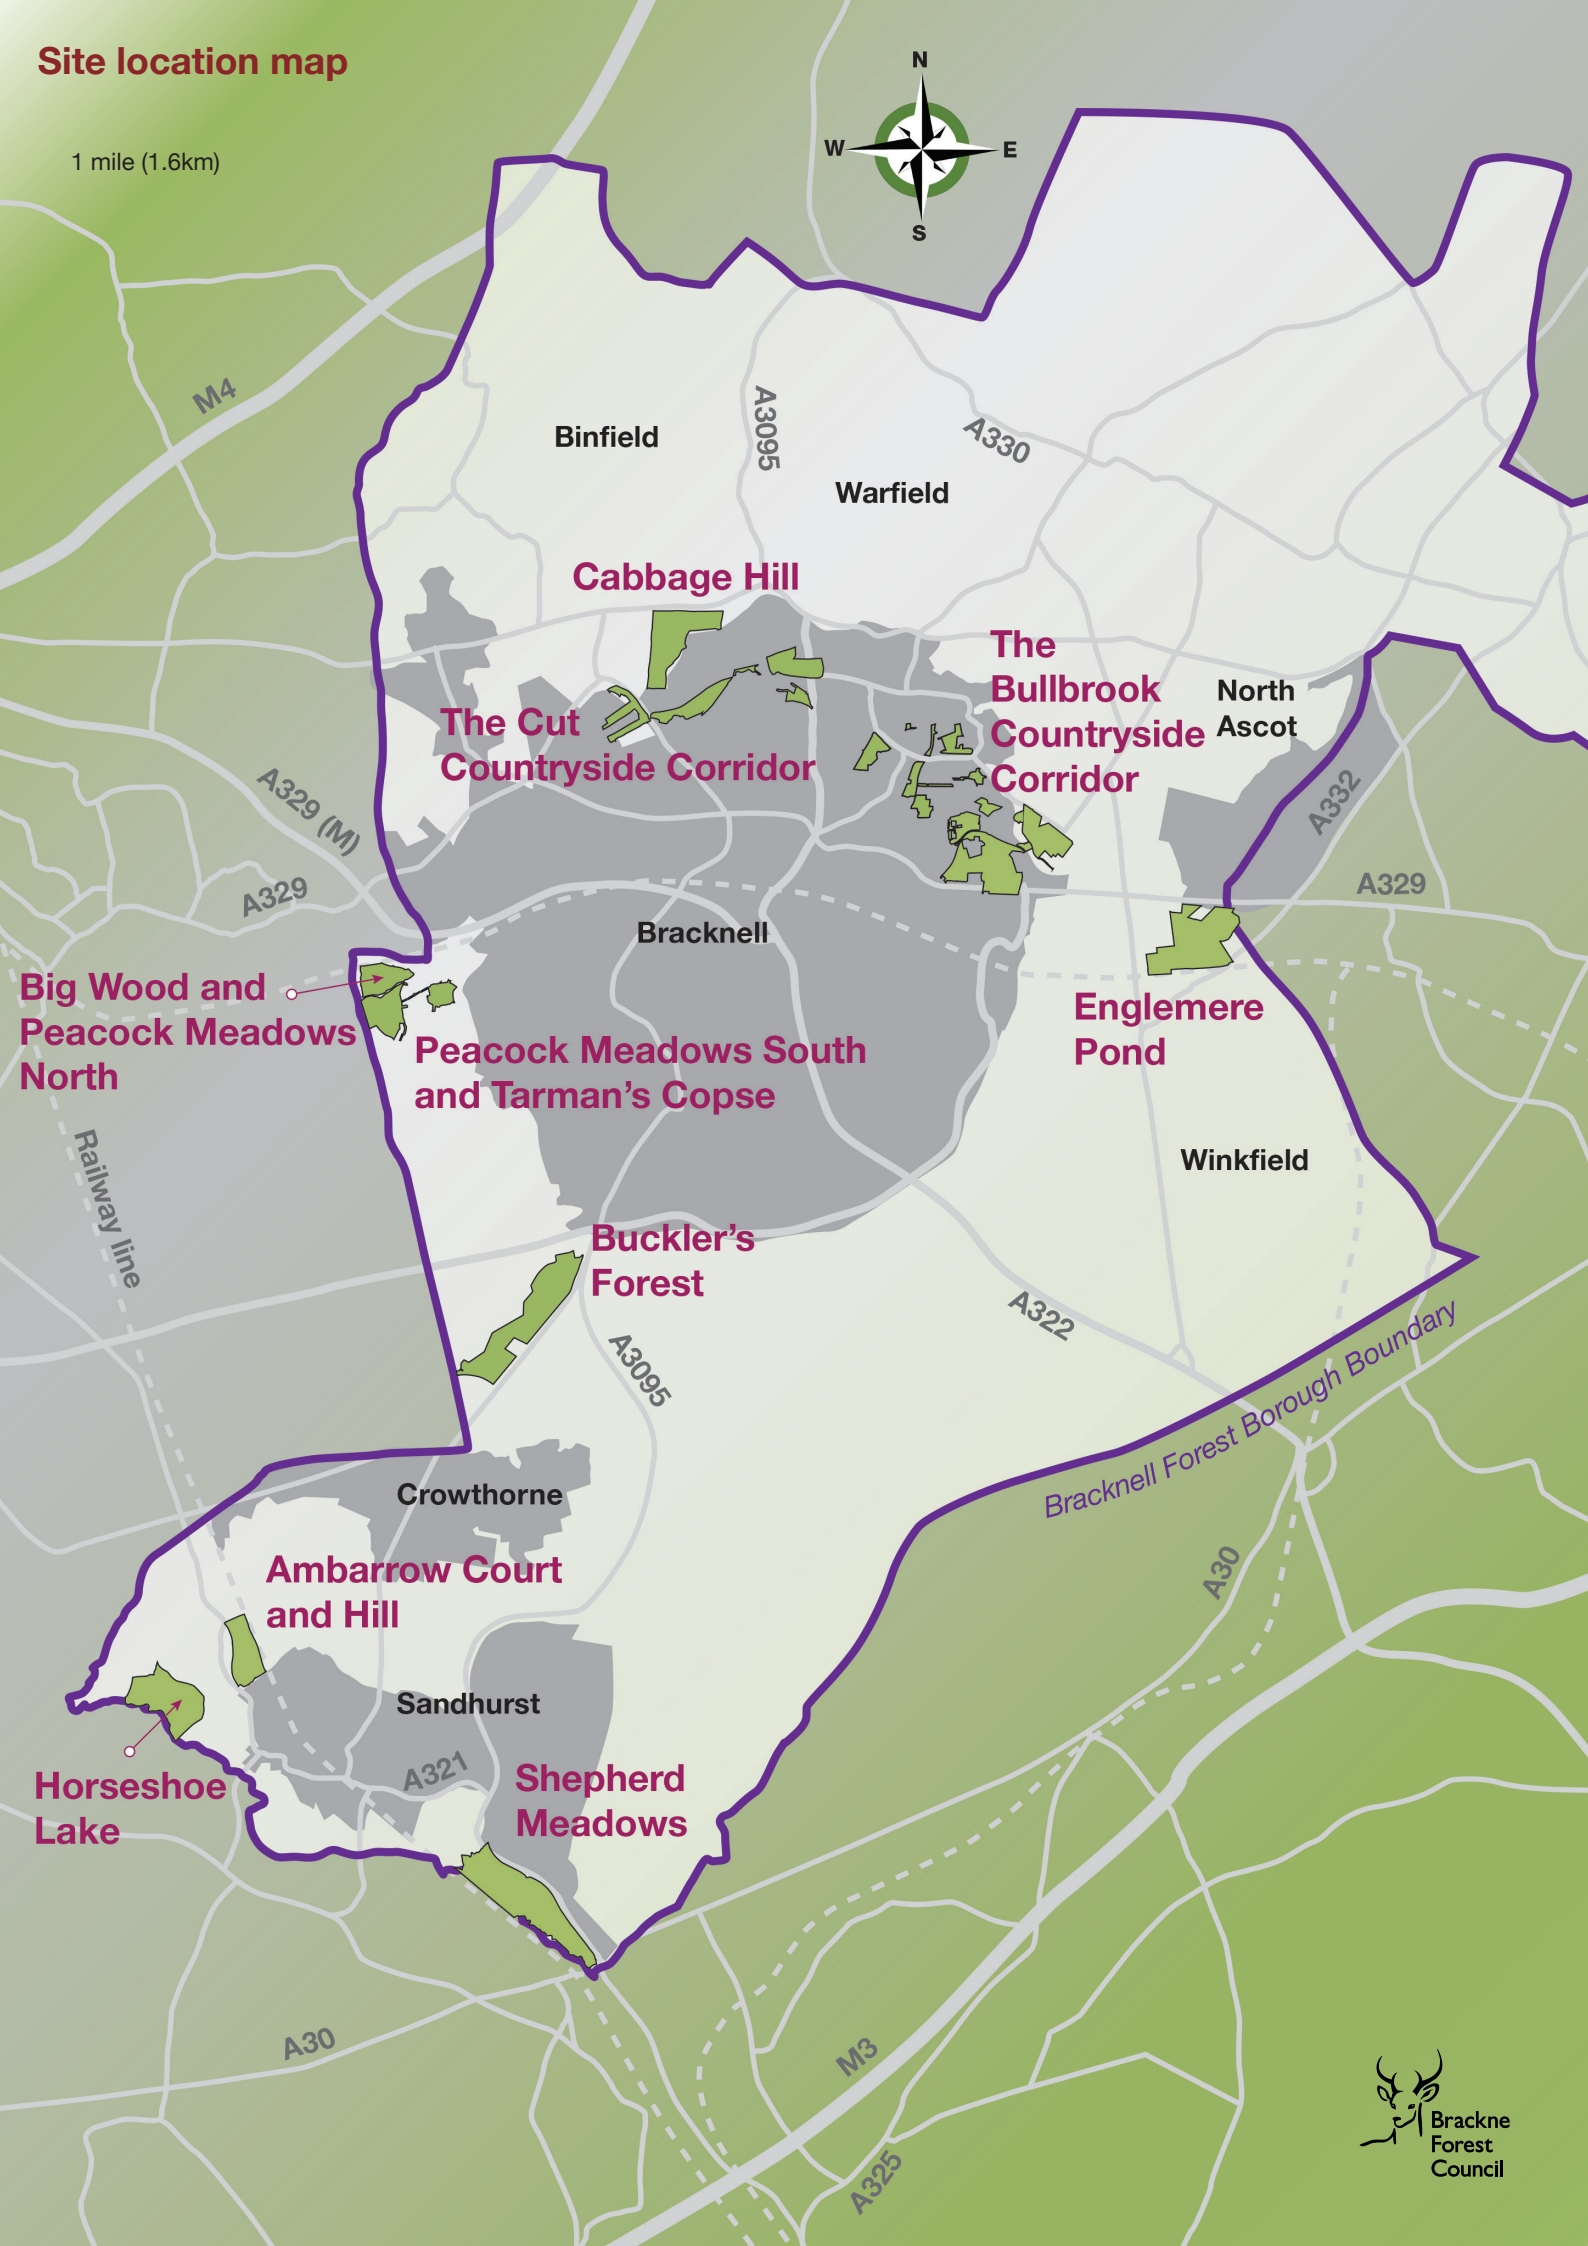 Site location map
N
1 mile (1.6km)
W
E
S
M4
A3095
Binfield
A330
Warfield
Cabbage Hill
The
Bullbrook
Countryside
Corridor
North
Ascot
The Cut
Countryside Corridor
A329 (M)
A332
A329
A329
Bracknell
Big Wood and
Peacock Meadows
North
Englemere
Pond
Peacock Meadows South
and Tarman’s Copse
Railway line
Winkfield
Buckler’s
Forest
A322
A3095
Bracknell Forest Borough Boundary
Crowthorne
Ambarrow Court
and Hill
A30
Sandhurst
A321
Horseshoe
Lake
Shepherd
Meadows
A30
M3
A325
Brackne
Forest
Council